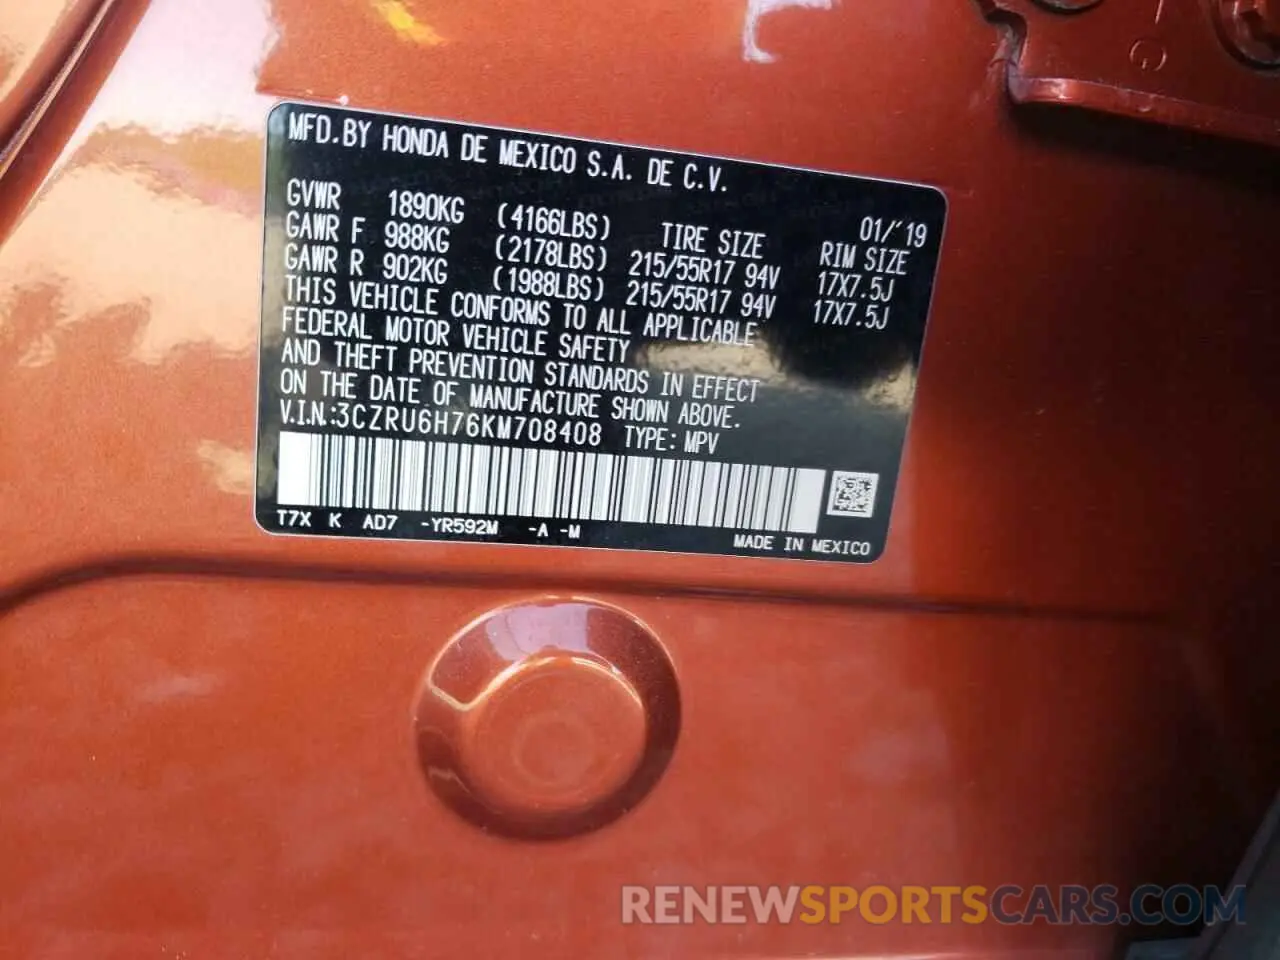 MFD.BY HONDA DE MEXICO S.A. DE C.V.
01/'19
GVWR 1890KG (4166LBS) TIRE SIZE RIM SIZE
GAWR F 988KG (2178LBS) 215/55R17 94V 17X7.5J
GAWR R 902KG (1988LBS) 215/55R17 94V 17X7.5J
THIS VEHICLE CONFORMS TO ALL APPLICABLE
FEDERAL MOTOR VEHICLE SAFETY
AND THEFT PREVENTION STANDARDS IN EFFECT
ON THE DATE OF MANUFACTURE SHOWN ABOVE.
V.I.N.:3CZRU6H76KM708408 TYPE: MPV
T7X K AD7 -YR592M -A -M
MADE IN MEXICO
RENEWSPORTSCARS.COM